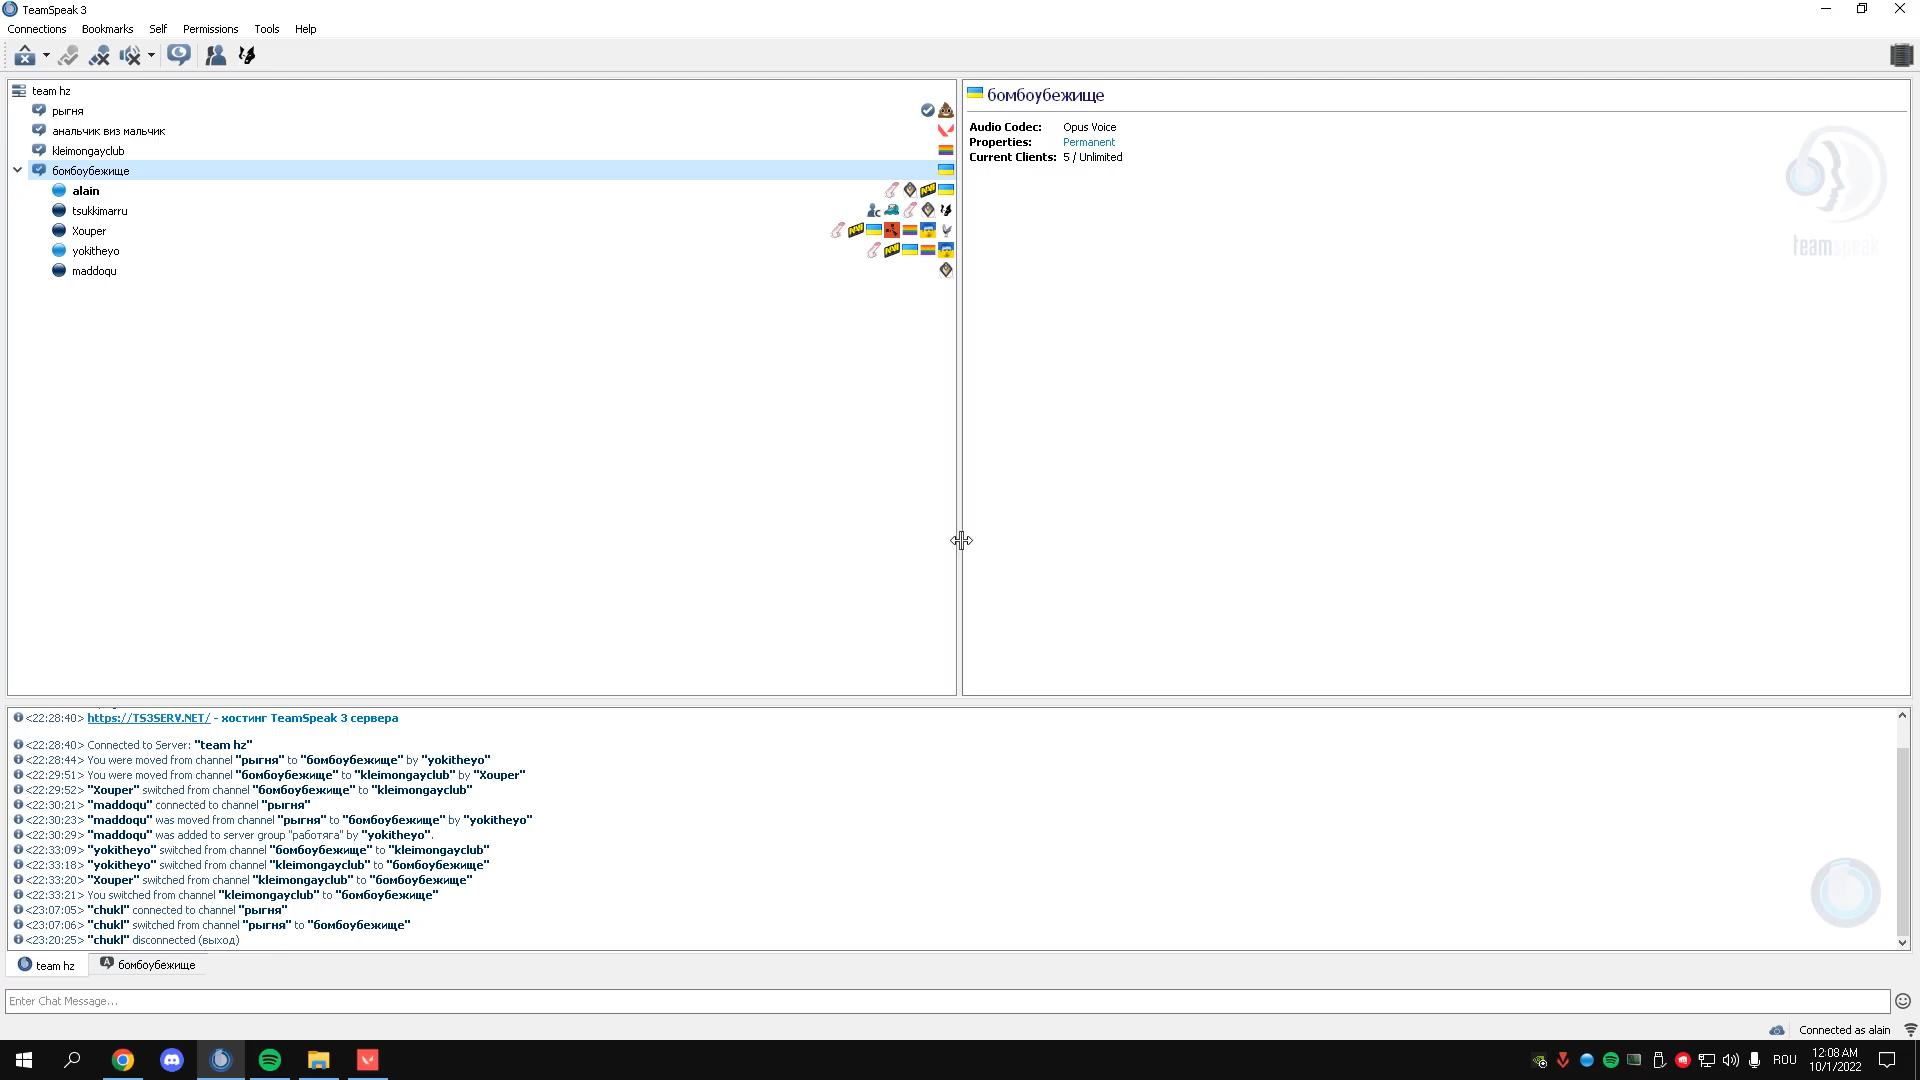 TeamSpeak 3
Connections Bookmarks Self Permissions Tools Help
team hz
рыгня
анальчик виз мальчик
kleimongayclub
бомбоубежище
alain
tsukkimarru
Xouper
yokitheyo
maddoqu
бомбоубежище
Audio Codec: Opus Voice
Properties: Permanent
Current Clients: 5 / Unlimited
teamspeak
<22:28:40> https://TS3SERV.NET/ - хостинг TeamSpeak 3 сервера
<22:28:40> Connected to Server: "team hz"
<22:28:44> You were moved from channel "рыгня" to "бомбоубежище" by "yokitheyo"
<22:29:51> You were moved from channel "бомбоубежище" to "kleimongayclub" by "Xouper"
<22:29:52> "Xouper" switched from channel "бомбоубежище" to "kleimongayclub"
<22:30:21> "maddoqu" connected to channel "рыгня"
<22:30:23> "maddoqu" was moved from channel "рыгня" to "бомбоубежище" by "yokitheyo"
<22:30:29> "maddoqu" was added to server group "работяга" by "yokitheyo".
<22:33:09> "yokitheyo" switched from channel "бомбоубежище" to "kleimongayclub"
<22:33:18> "yokitheyo" switched from channel "kleimongayclub" to "бомбоубежище"
<22:33:20> "Xouper" switched from channel "kleimongayclub" to "бомбоубежище"
<22:33:21> You switched from channel "kleimongayclub" to "бомбоубежище"
<23:07:05> "chukl" connected to channel "рыгня"
<23:07:06> "chukl" switched from channel "рыгня" to "бомбоубежище"
<23:20:25> "chukl" disconnected (выход)
team hz
бомбоубежище
Enter Chat Message...
Connected as alain
ROU
12:08 AM
10/1/2022